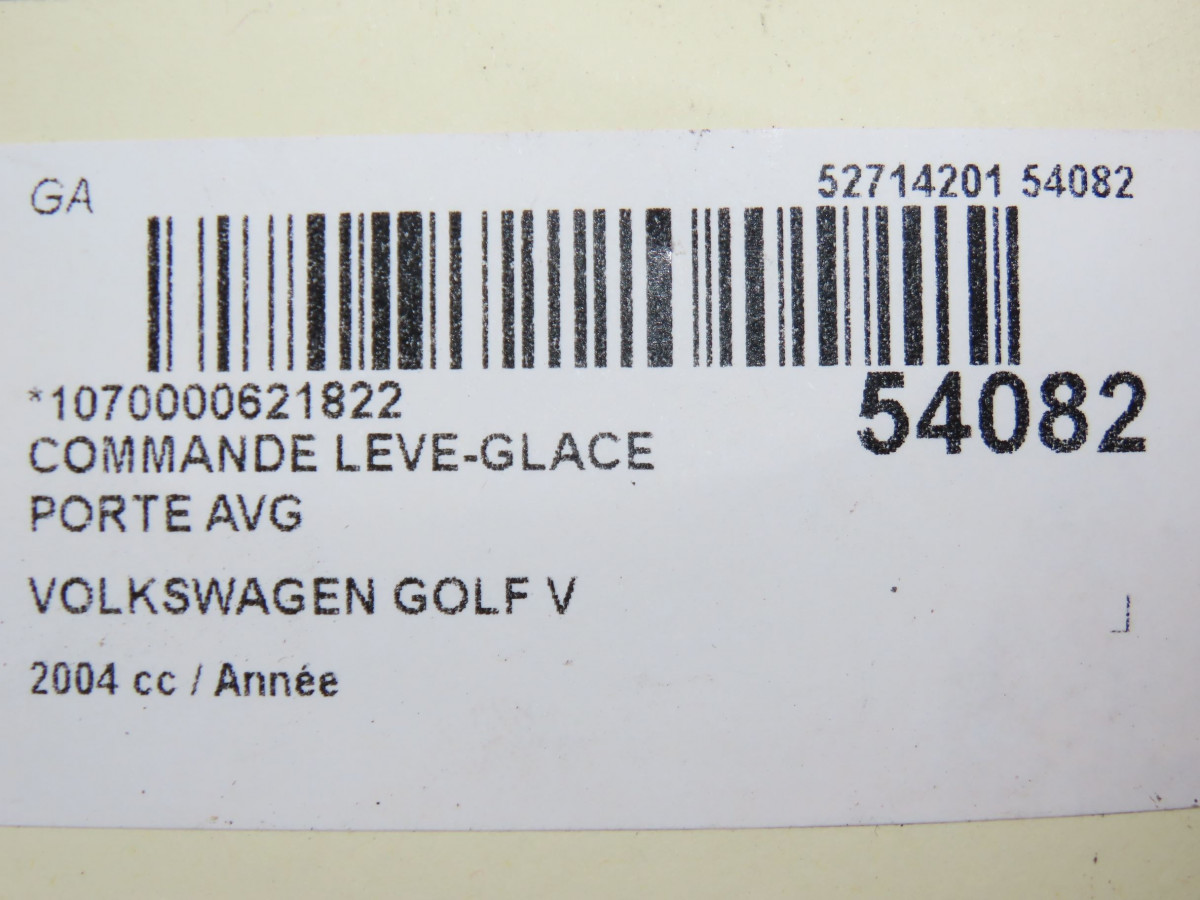 GA
52714201 54082
*1070000621822
54082
COMMANDE LEVE-GLACE
PORTE AVG
VOLKSWAGEN GOLF V
2004 cc / Année